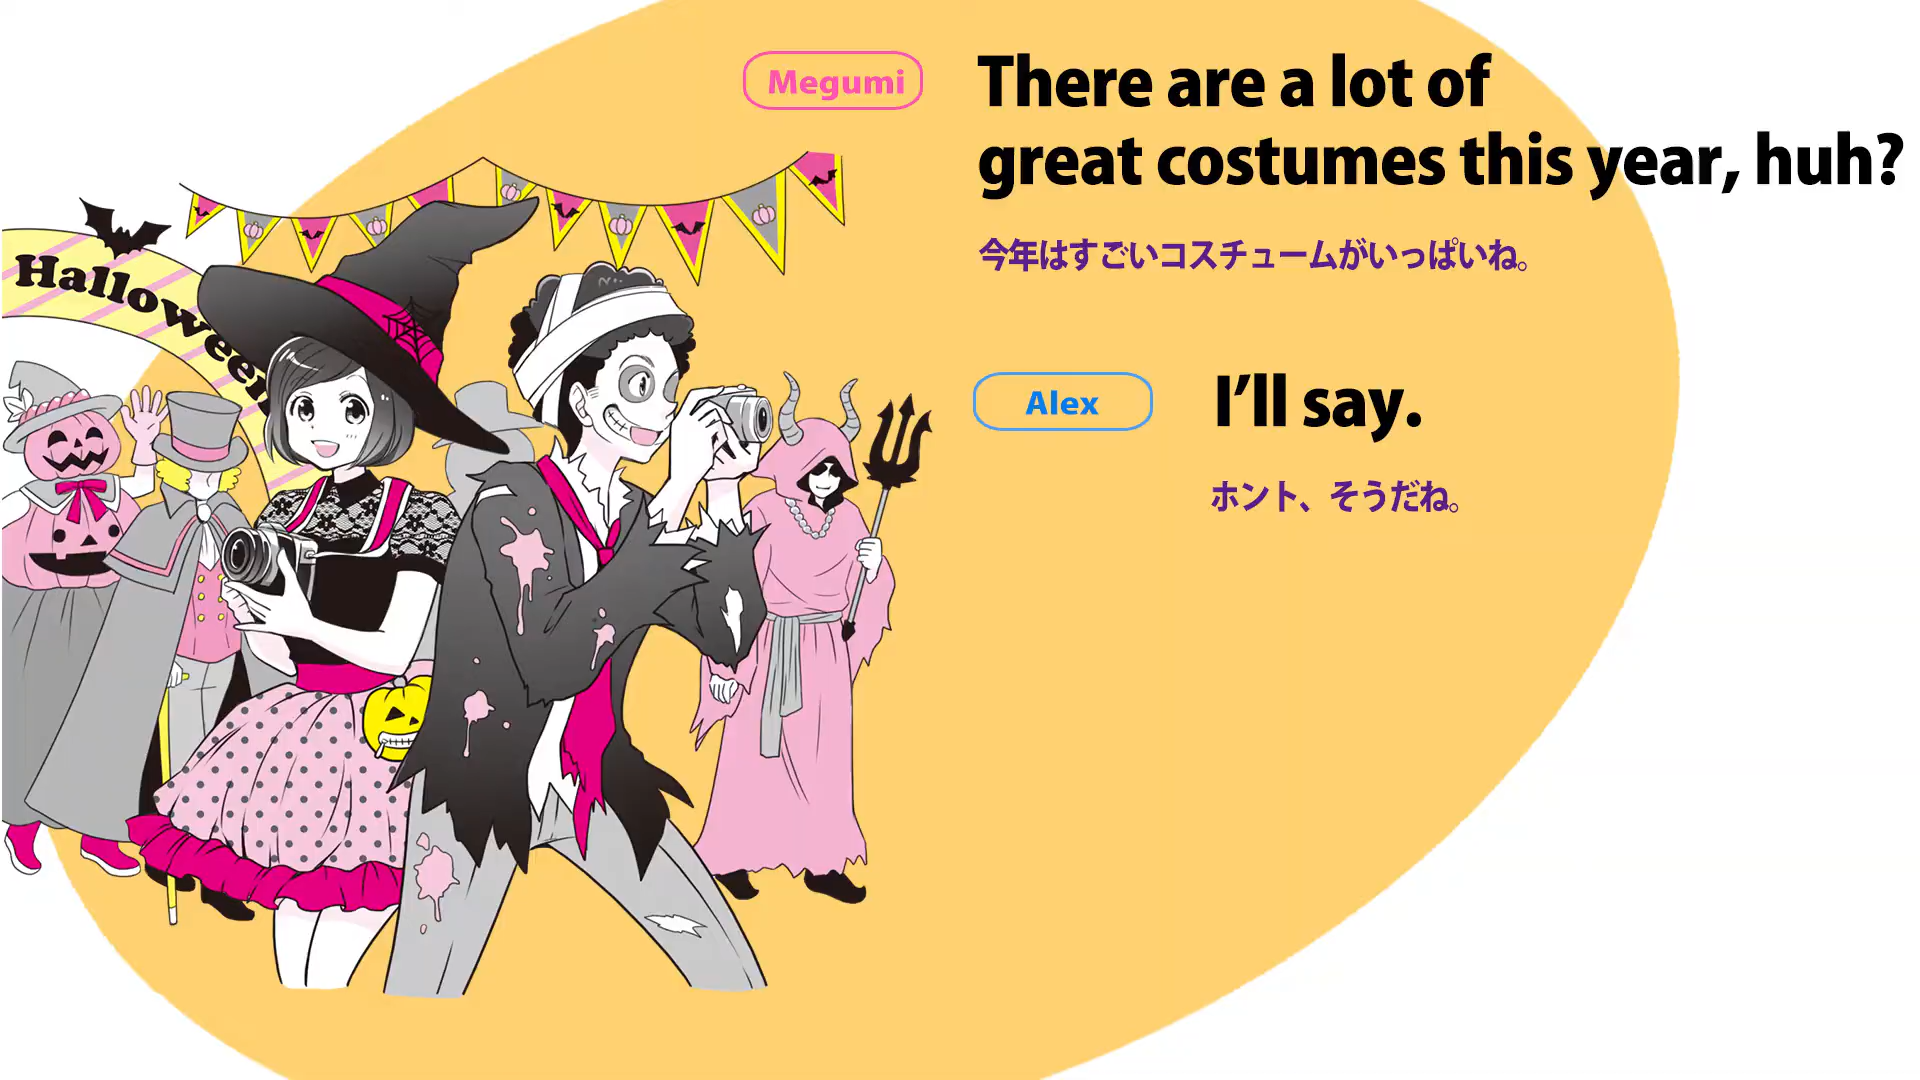 Megumi
There are a lot of
great costumes this year, huh?
今年はすごいコスチュームがいっぱいね。
Alex
I'll say.
ホント、そうだね。
Halloween